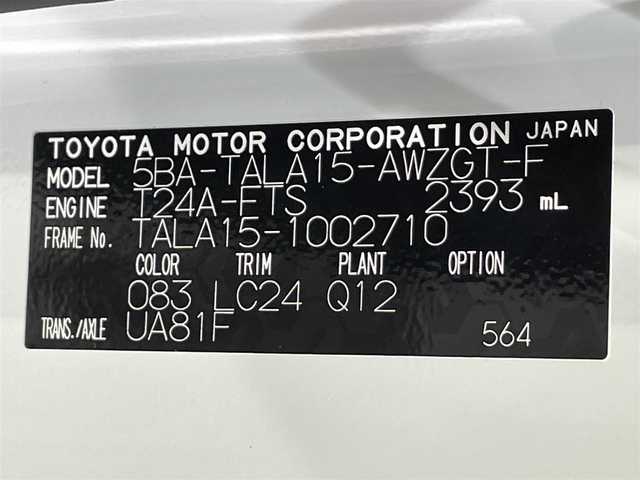 TOYOTA MOTOR CORPORATION JAPAN
MODEL 5BA-TALA15-AWZGT-F
ENGINE T24A-FTS 2393 mL
FRAME No. TALA15-1002710
COLOR TRIM PLANT OPTION
083 LC24 Q12
TRANS./AXLE UA81F 564